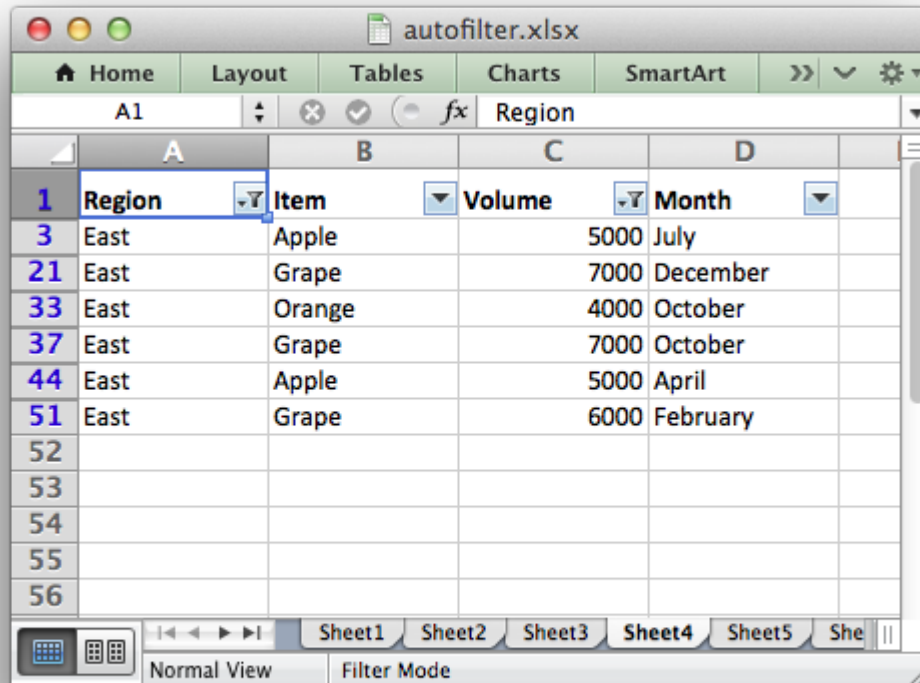 autofilter.xlsx
Home Layout Tables Charts SmartArt
A1 fx Region
A B C D
1 Region Item Volume Month
3 East Apple 5000 July
21 East Grape 7000 December
33 East Orange 4000 October
37 East Grape 7000 October
44 East Apple 5000 April
51 East Grape 6000 February
52
53
54
55
56
Sheet1 Sheet2 Sheet3 Sheet4 Sheet5 She
Normal View Filter Mode